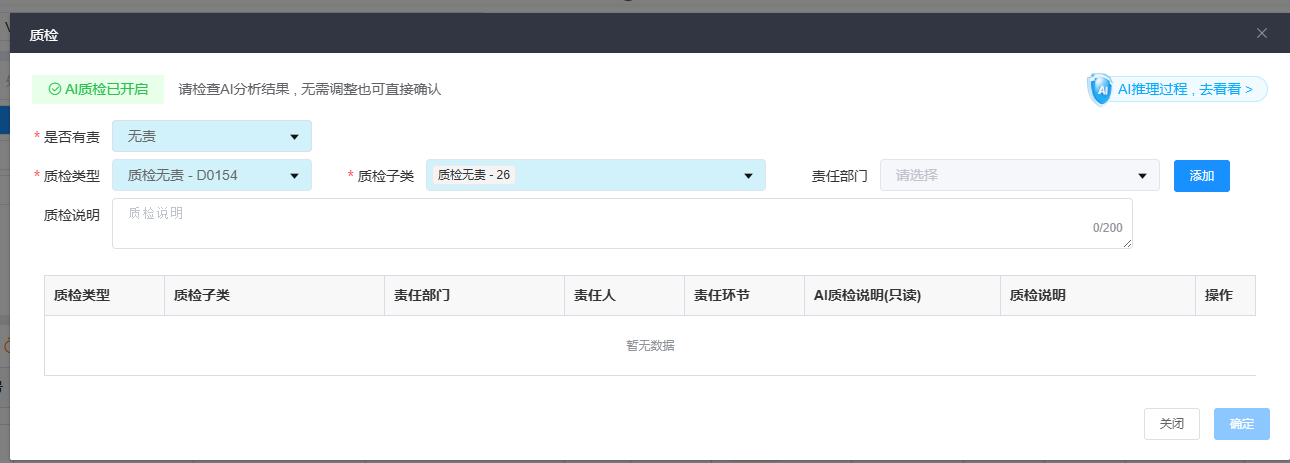 质检
AI质检已开启 请检查AI分析结果，无需调整也可直接确认 AI推理过程，去看看 >
* 是否有责 无责
* 质检类型 质检无责 - D0154 * 质检子类 质检无责 - 26 责任部门 请选择 添加
质检说明 质检说明
0/200
质检类型 质检子类 责任部门 责任人 责任环节 AI质检说明(只读) 质检说明 操作
暂无数据
关闭 确定